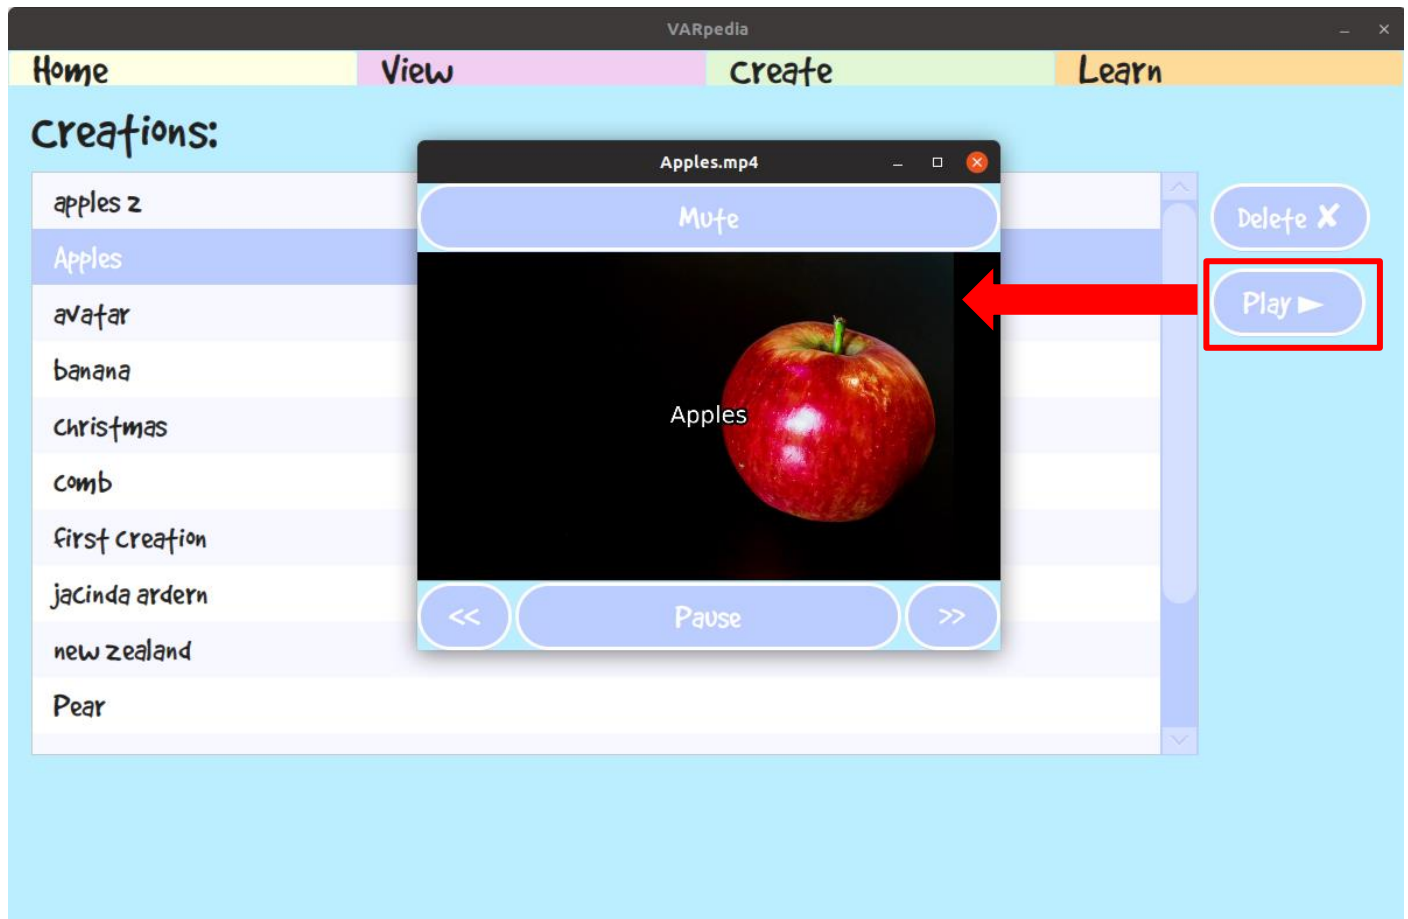 VARpedia
Home View Create Learn
Creations:
Apples.mp4
Mute
apples 2
Apples
avatar
banana
christmas
comb
first creation
jacinda ardern
new zealand
Pear
Apples
<< Pause >>
Delete ✘
Play ►